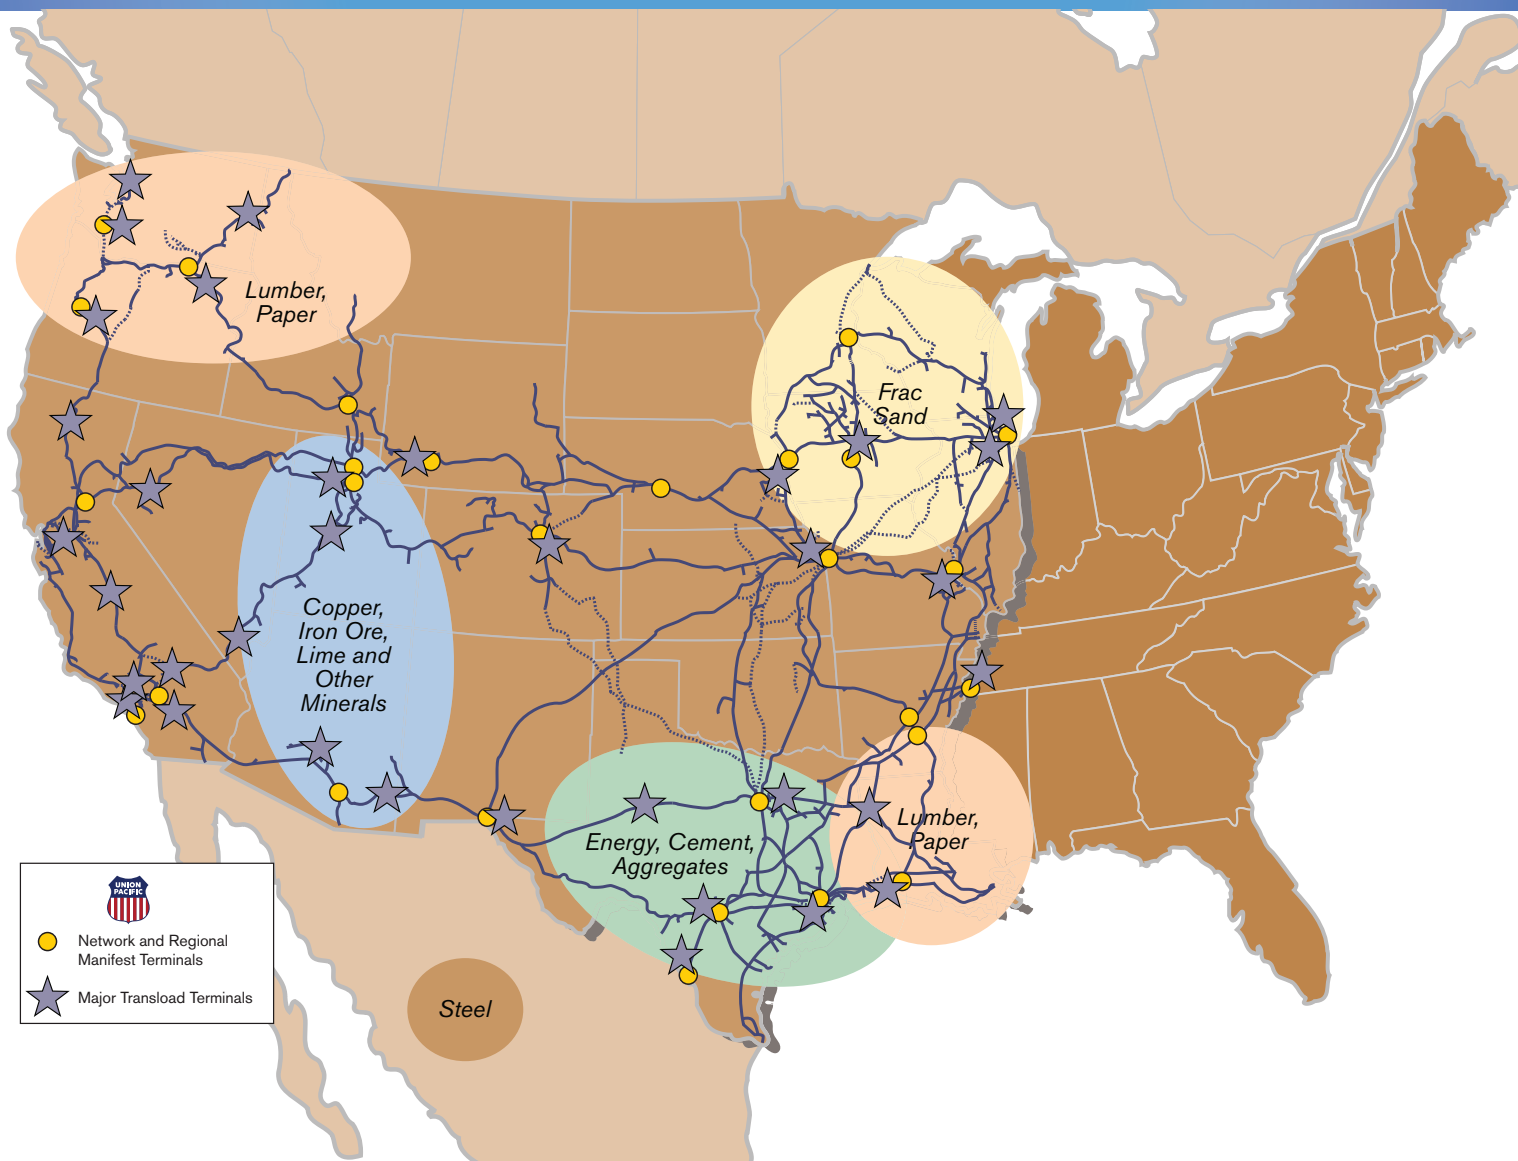 Lumber,
Paper
Frac
Sand
Copper,
Iron Ore,
Lime and
Other
Minerals
Energy, Cement,
Aggregates
Lumber,
Paper
Steel
UNION
PACIFIC
Network and Regional
Manifest Terminals
Major Transload Terminals